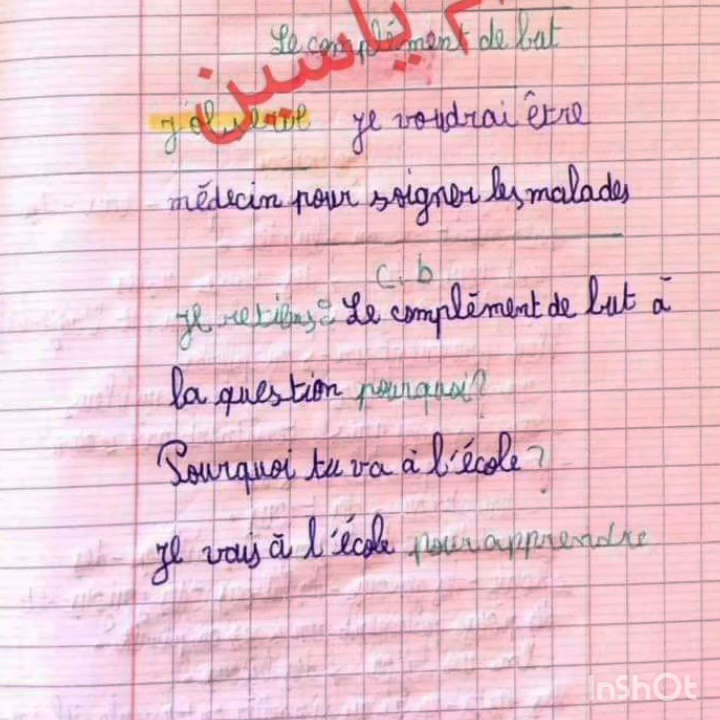 Le complément de but
م ياسين
j'observe je voudrai être
médecin pour soigner les malades
c. b
je retiens : Le complément de but à
la question pourquoi?
Pourquoi tu va à l'école?
je vais à l'école pour apprendre
InShOt